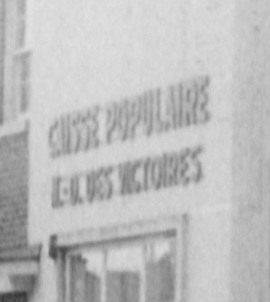 CAISSE POPULAIRE
N.-D. DES VICTOIRES